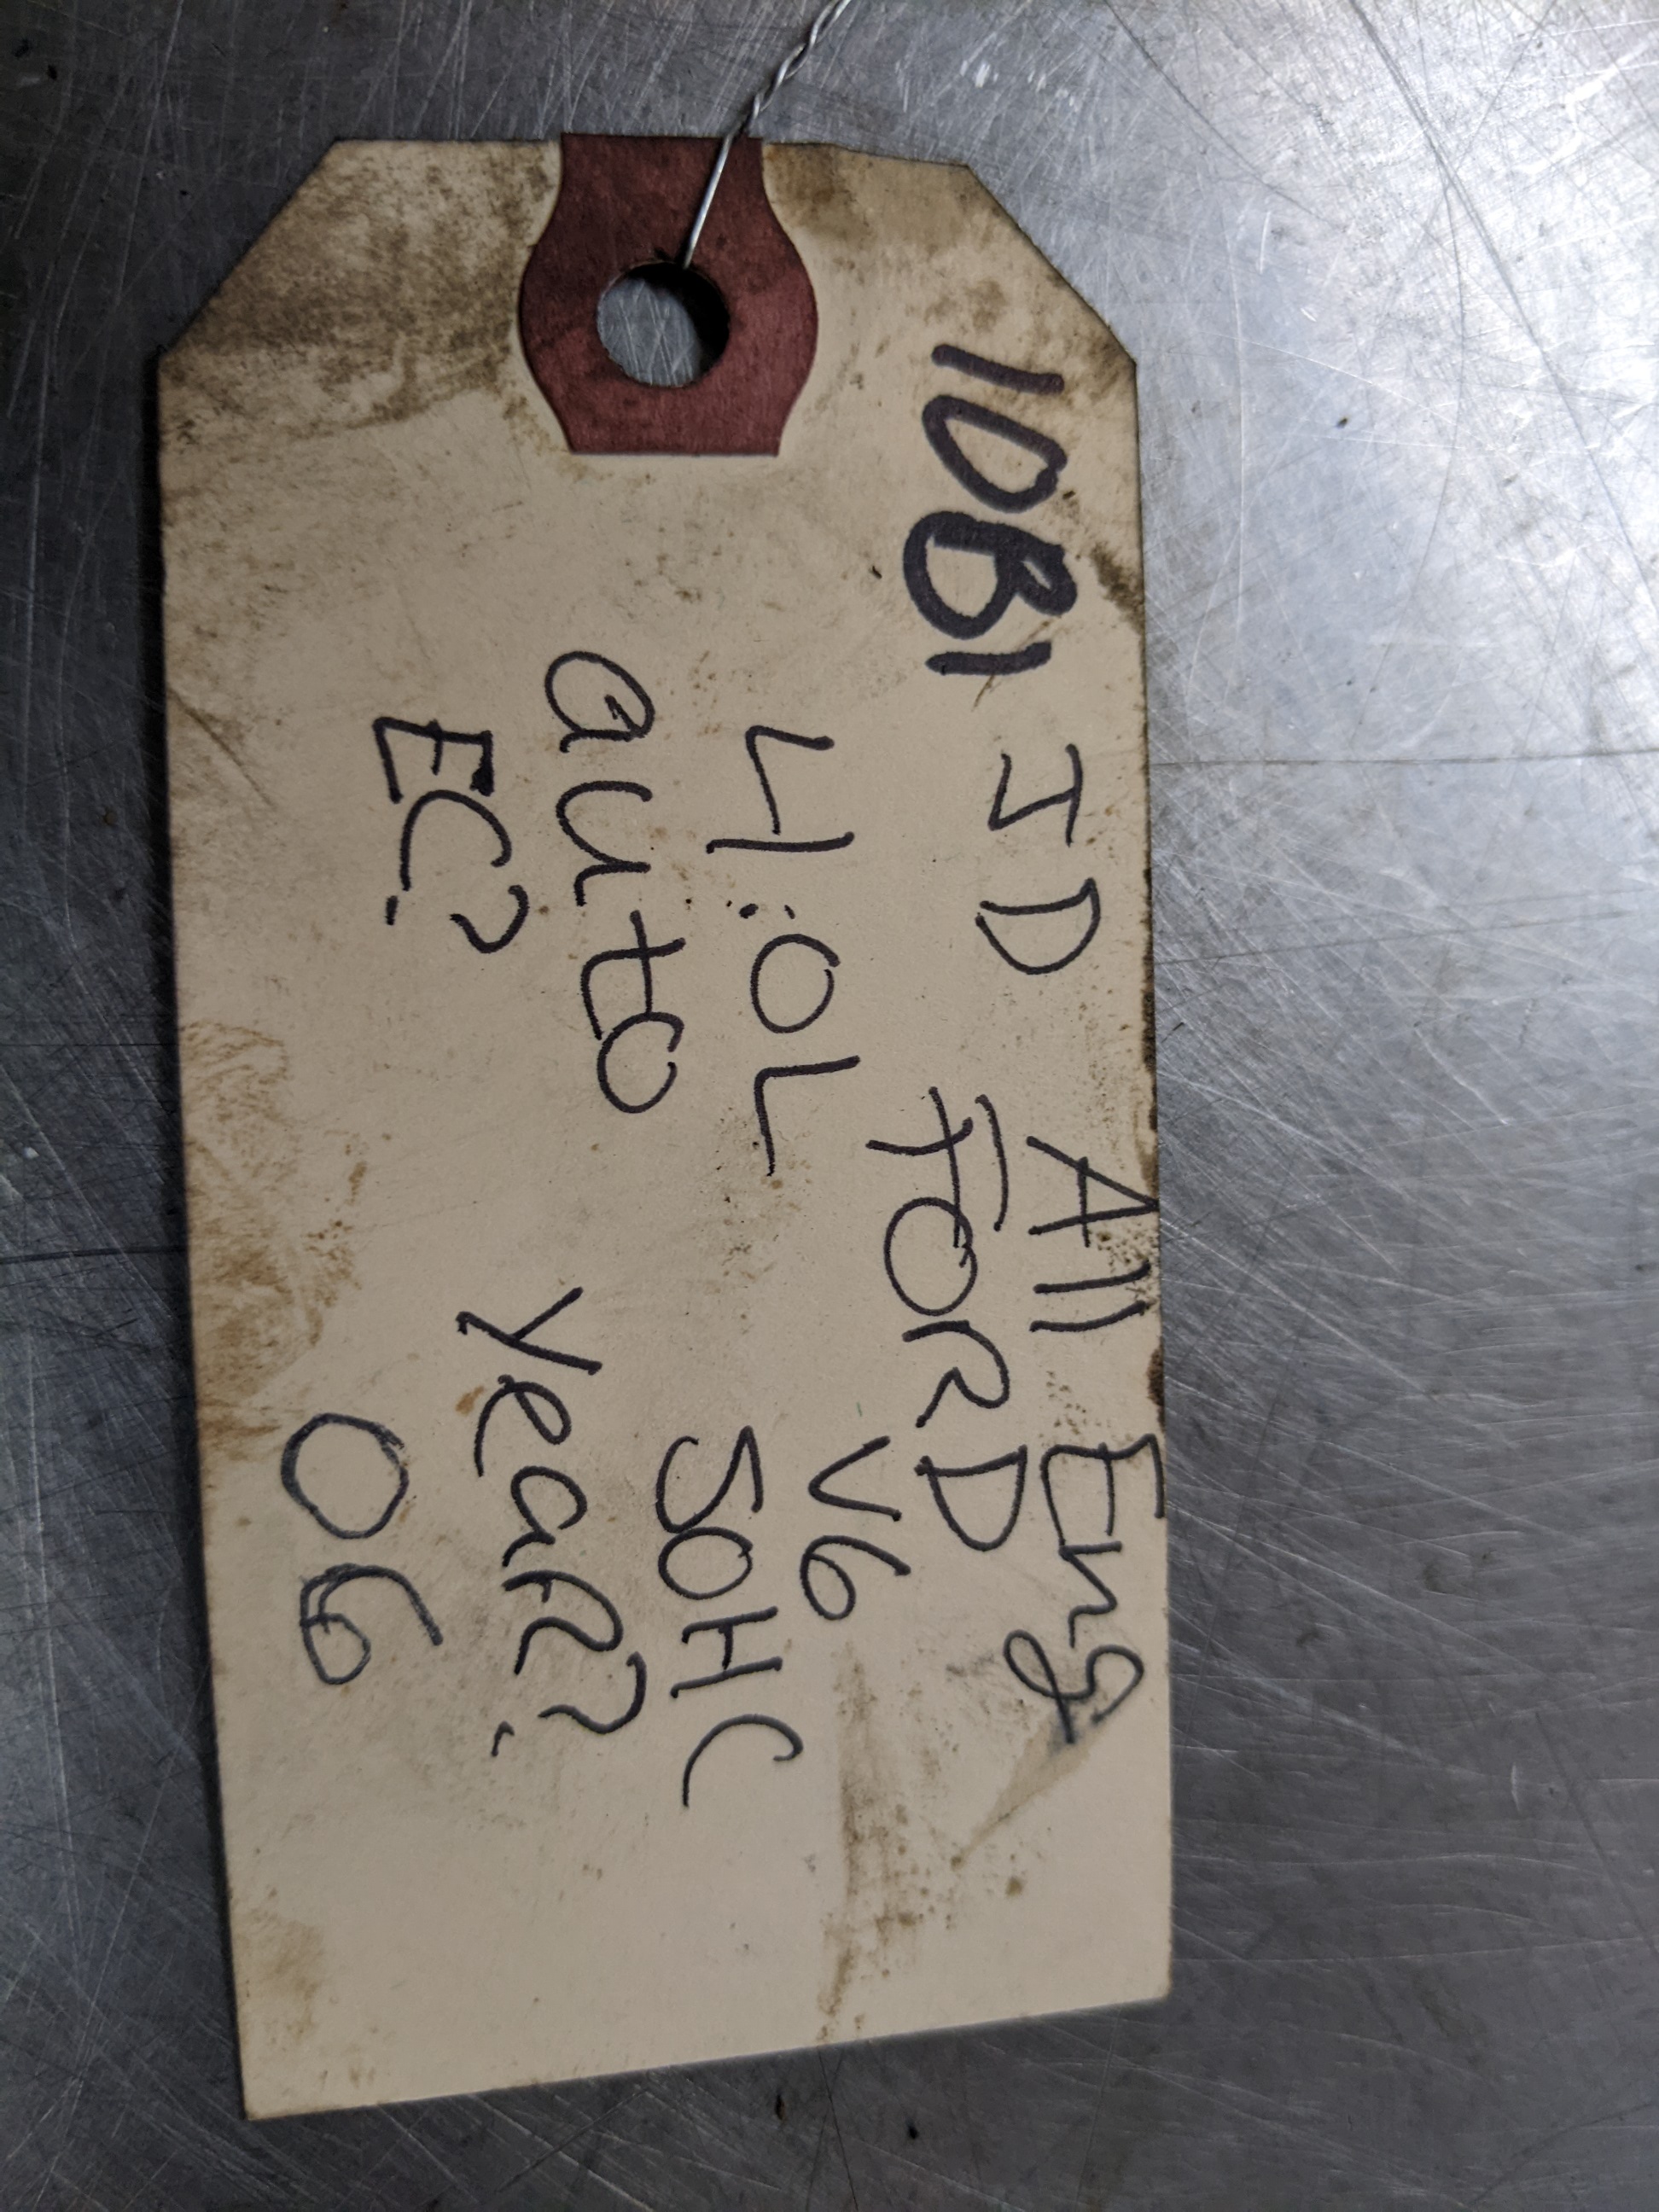 10B1 ID All Eng
FORD
4.0L V6
auto SOHC
EC? Year?
06